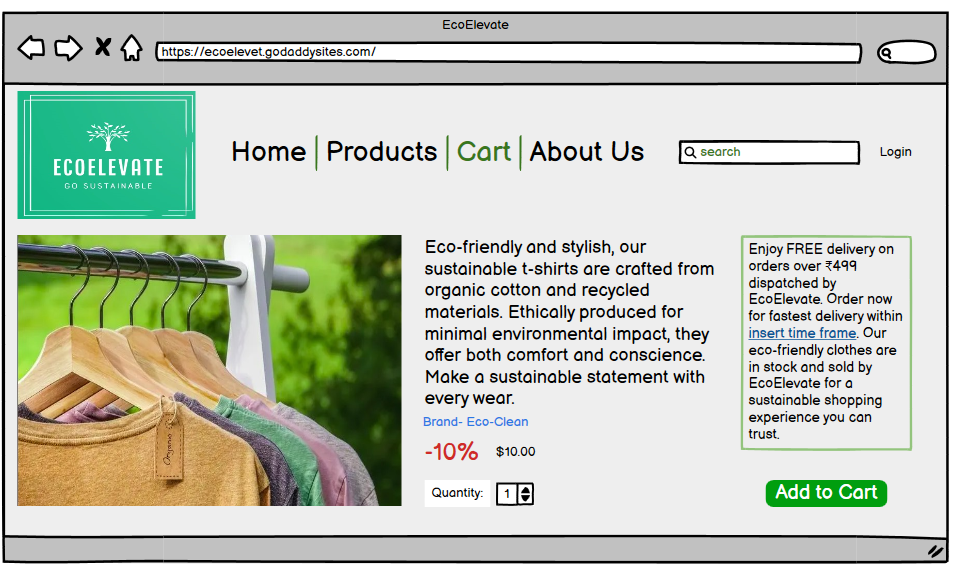 EcoElevate
https://ecoelevet.godaddysites.com/
ECOELEVATE
GO SUSTAINABLE
Home
Products
Cart
About Us
search
Login
Organic
Eco-friendly and stylish, our
sustainable t-shirts are crafted from
organic cotton and recycled
materials. Ethically produced for
minimal environmental impact, they
offer both comfort and conscience.
Make a sustainable statement with
every wear.
Brand- Eco-Clean
-10% $10.00
Quantity: 1
Enjoy FREE delivery on
orders over ₹499
dispatched by
EcoElevate. Order now
for fastest delivery within
insert time frame. Our
eco-friendly clothes are
in stock and sold by
EcoElevate for a
sustainable shopping
experience you can
trust.
Add to Cart